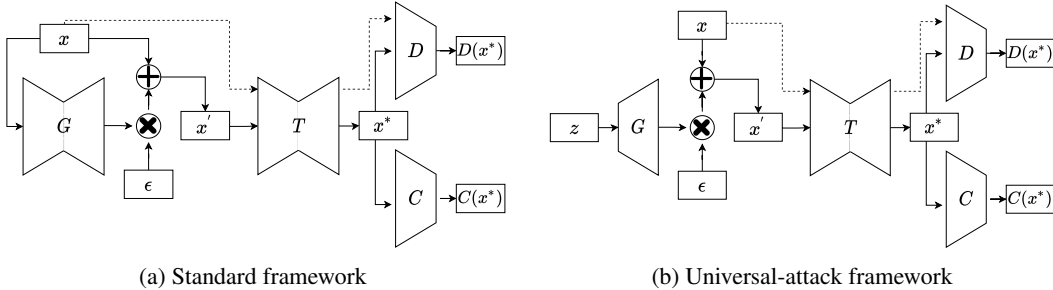 x
G
ϵ
x′
T
x*
D
D(x*)
C
C(x*)
(a) Standard framework
x
z
G
ϵ
x′
T
x*
D
D(x*)
C
C(x*)
(b) Universal-attack framework